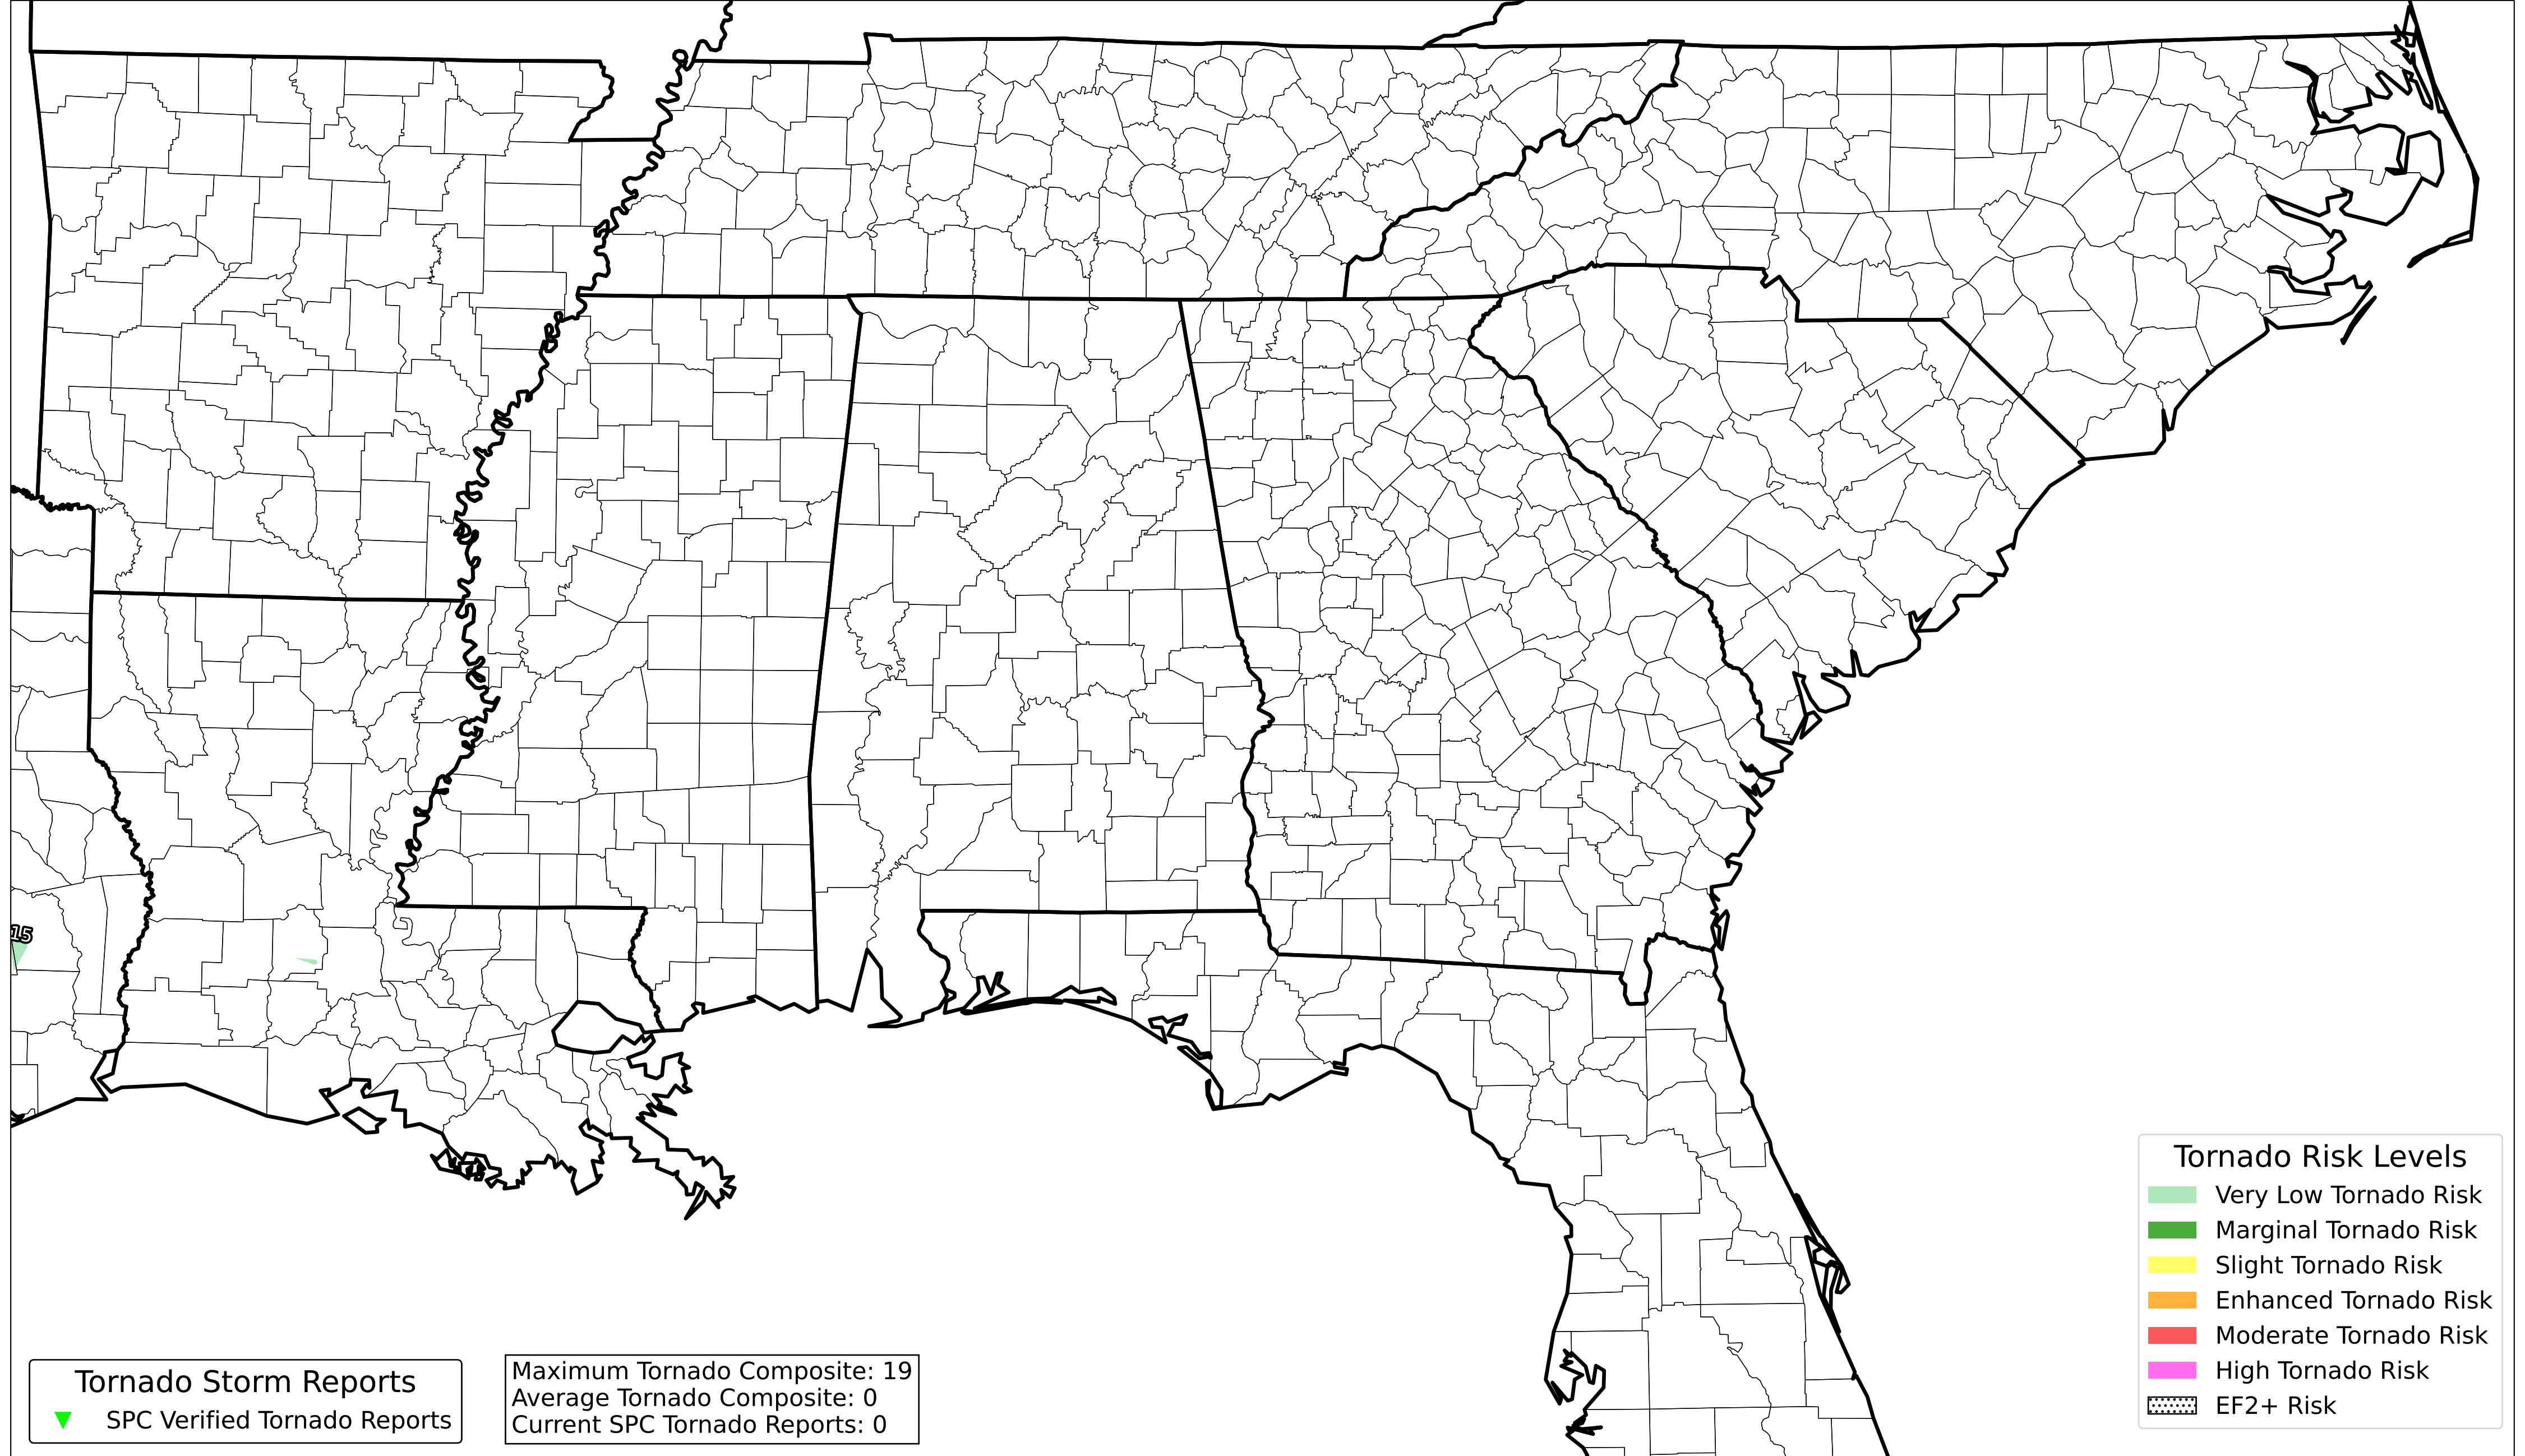 15
Tornado Storm Reports
SPC Verified Tornado Reports
Maximum Tornado Composite: 19
Average Tornado Composite: 0
Current SPC Tornado Reports: 0
Tornado Risk Levels
Very Low Tornado Risk
Marginal Tornado Risk
Slight Tornado Risk
Enhanced Tornado Risk
Moderate Tornado Risk
High Tornado Risk
EF2+ Risk